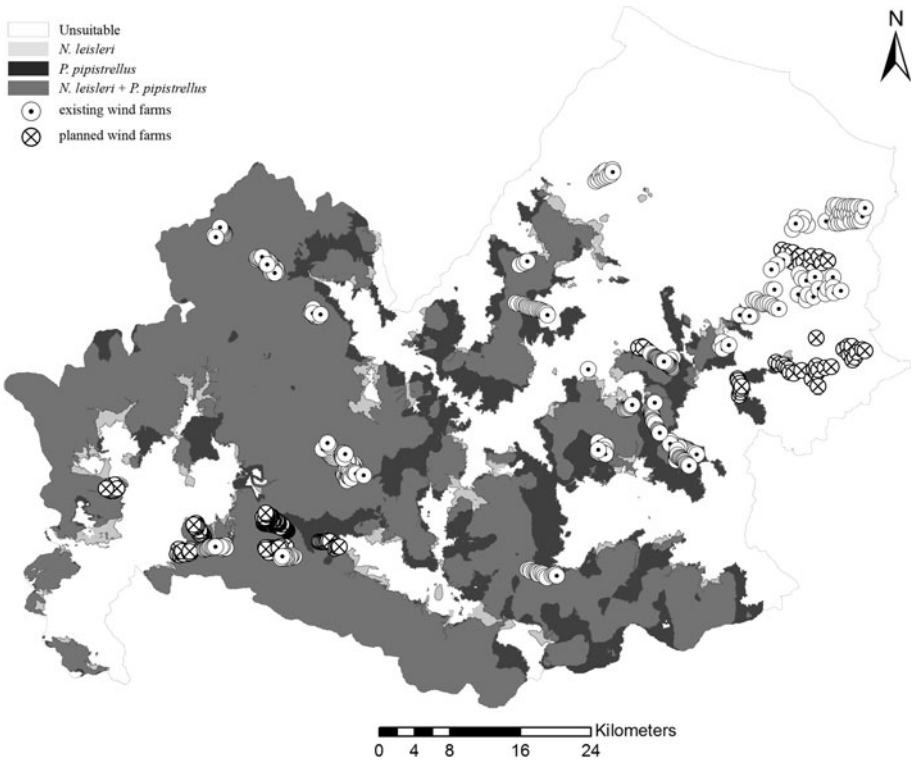 Unsuitable
N. leisleri
P. pipistrellus
N. leisleri + P. pipistrellus
existing wind farms
planned wind farms
N
Kilometers
0 4 8 16 24